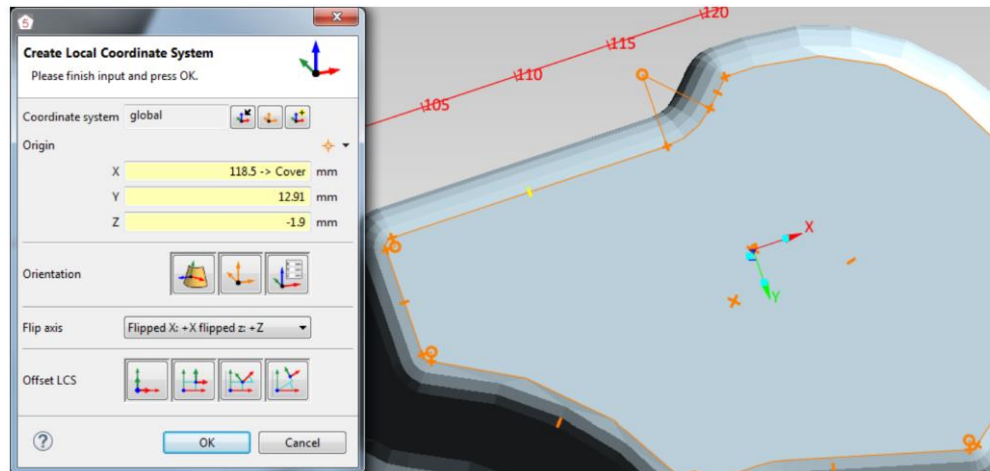 5
Create Local Coordinate System
Please finish input and press OK.
Coordinate system global
Origin
X 118.5 -> Cover mm
Y 12.91 mm
Z -1.9 mm
Orientation
Flip axis Flipped X: +X flipped z: +Z
Offset LCS
? OK Cancel
120
115
110
105
X
Y